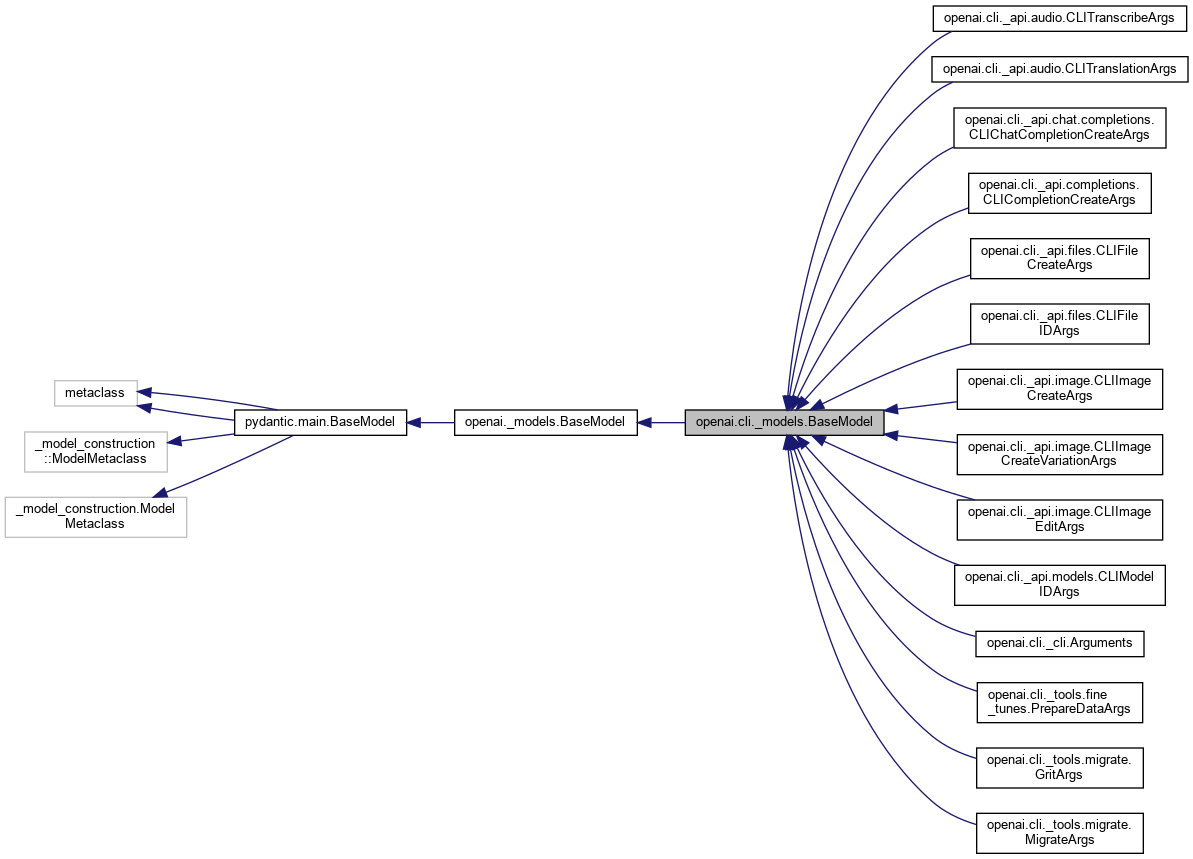 metaclass
_model_construction
::ModelMetaclass
_model_construction.Model
Metaclass
pydantic.main.BaseModel
openai._models.BaseModel
openai.cli._models.BaseModel
openai.cli._api.audio.CLITranscribeArgs
openai.cli._api.audio.CLITranslationArgs
openai.cli._api.chat.completions.
CLIChatCompletionCreateArgs
openai.cli._api.completions.
CLICompletionCreateArgs
openai.cli._api.files.CLIFile
CreateArgs
openai.cli._api.files.CLIFile
IDArgs
openai.cli._api.image.CLIImage
CreateArgs
openai.cli._api.image.CLIImage
CreateVariationArgs
openai.cli._api.image.CLIImage
EditArgs
openai.cli._api.models.CLIModel
IDArgs
openai.cli._cli.Arguments
openai.cli._tools.fine
_tunes.PrepareDataArgs
openai.cli._tools.migrate.
GritArgs
openai.cli._tools.migrate.
MigrateArgs